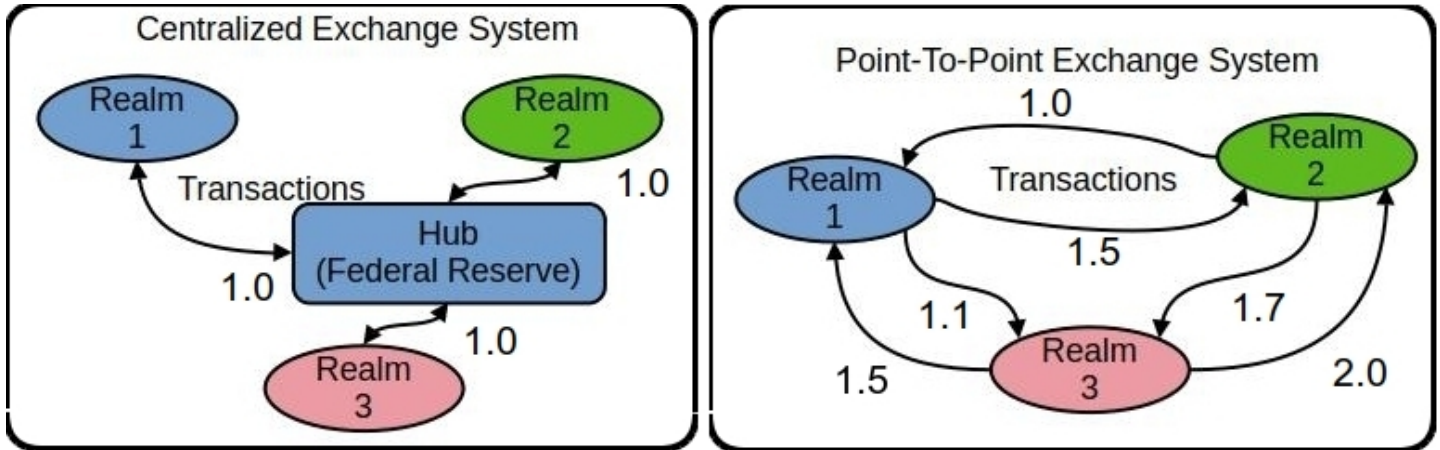 Centralized Exchange System
Realm
1
Realm
2
Transactions
1.0
Hub
(Federal Reserve)
1.0
1.0
Realm
3
Point-To-Point Exchange System
1.0
Realm
1
Transactions
Realm
2
1.5
1.1
1.7
Realm
3
1.5
2.0